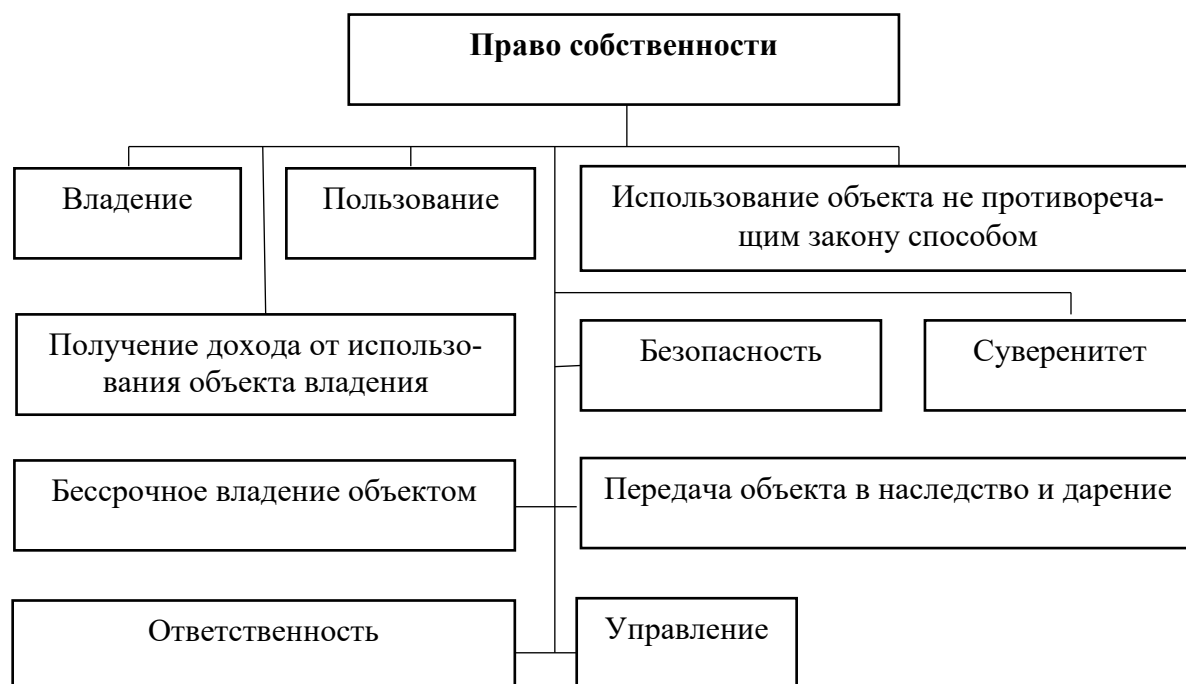 Право собственности
Владение
Пользование
Использование объекта не противореча-
щим закону способом
Получение дохода от использо-
вания объекта владения
Безопасность
Суверенитет
Бессрочное владение объектом
Передача объекта в наследство и дарение
Ответственность
Управление